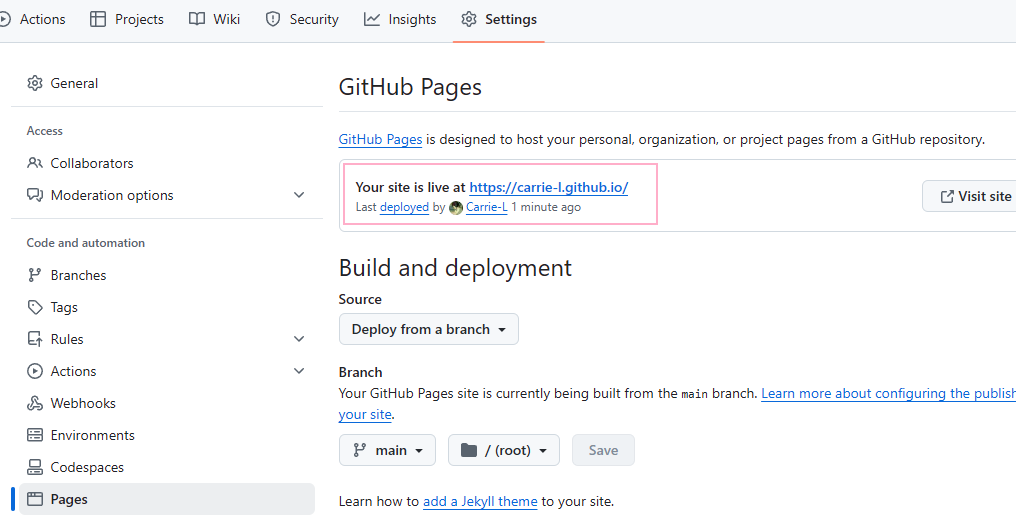 Actions Projects Wiki Security Insights Settings
General
Access
Collaborators
Moderation options
Code and automation
Branches
Tags
Rules
Actions
Webhooks
Environments
Codespaces
Pages
GitHub Pages
GitHub Pages is designed to host your personal, organization, or project pages from a GitHub repository.
Your site is live at https://carrie-l.github.io/
Last deployed by Carrie-L 1 minute ago
Visit site
Build and deployment
Source
Deploy from a branch
Branch
Your GitHub Pages site is currently being built from the main branch. Learn more about configuring the publish
your site.
main / (root) Save
Learn how to add a Jekyll theme to your site.